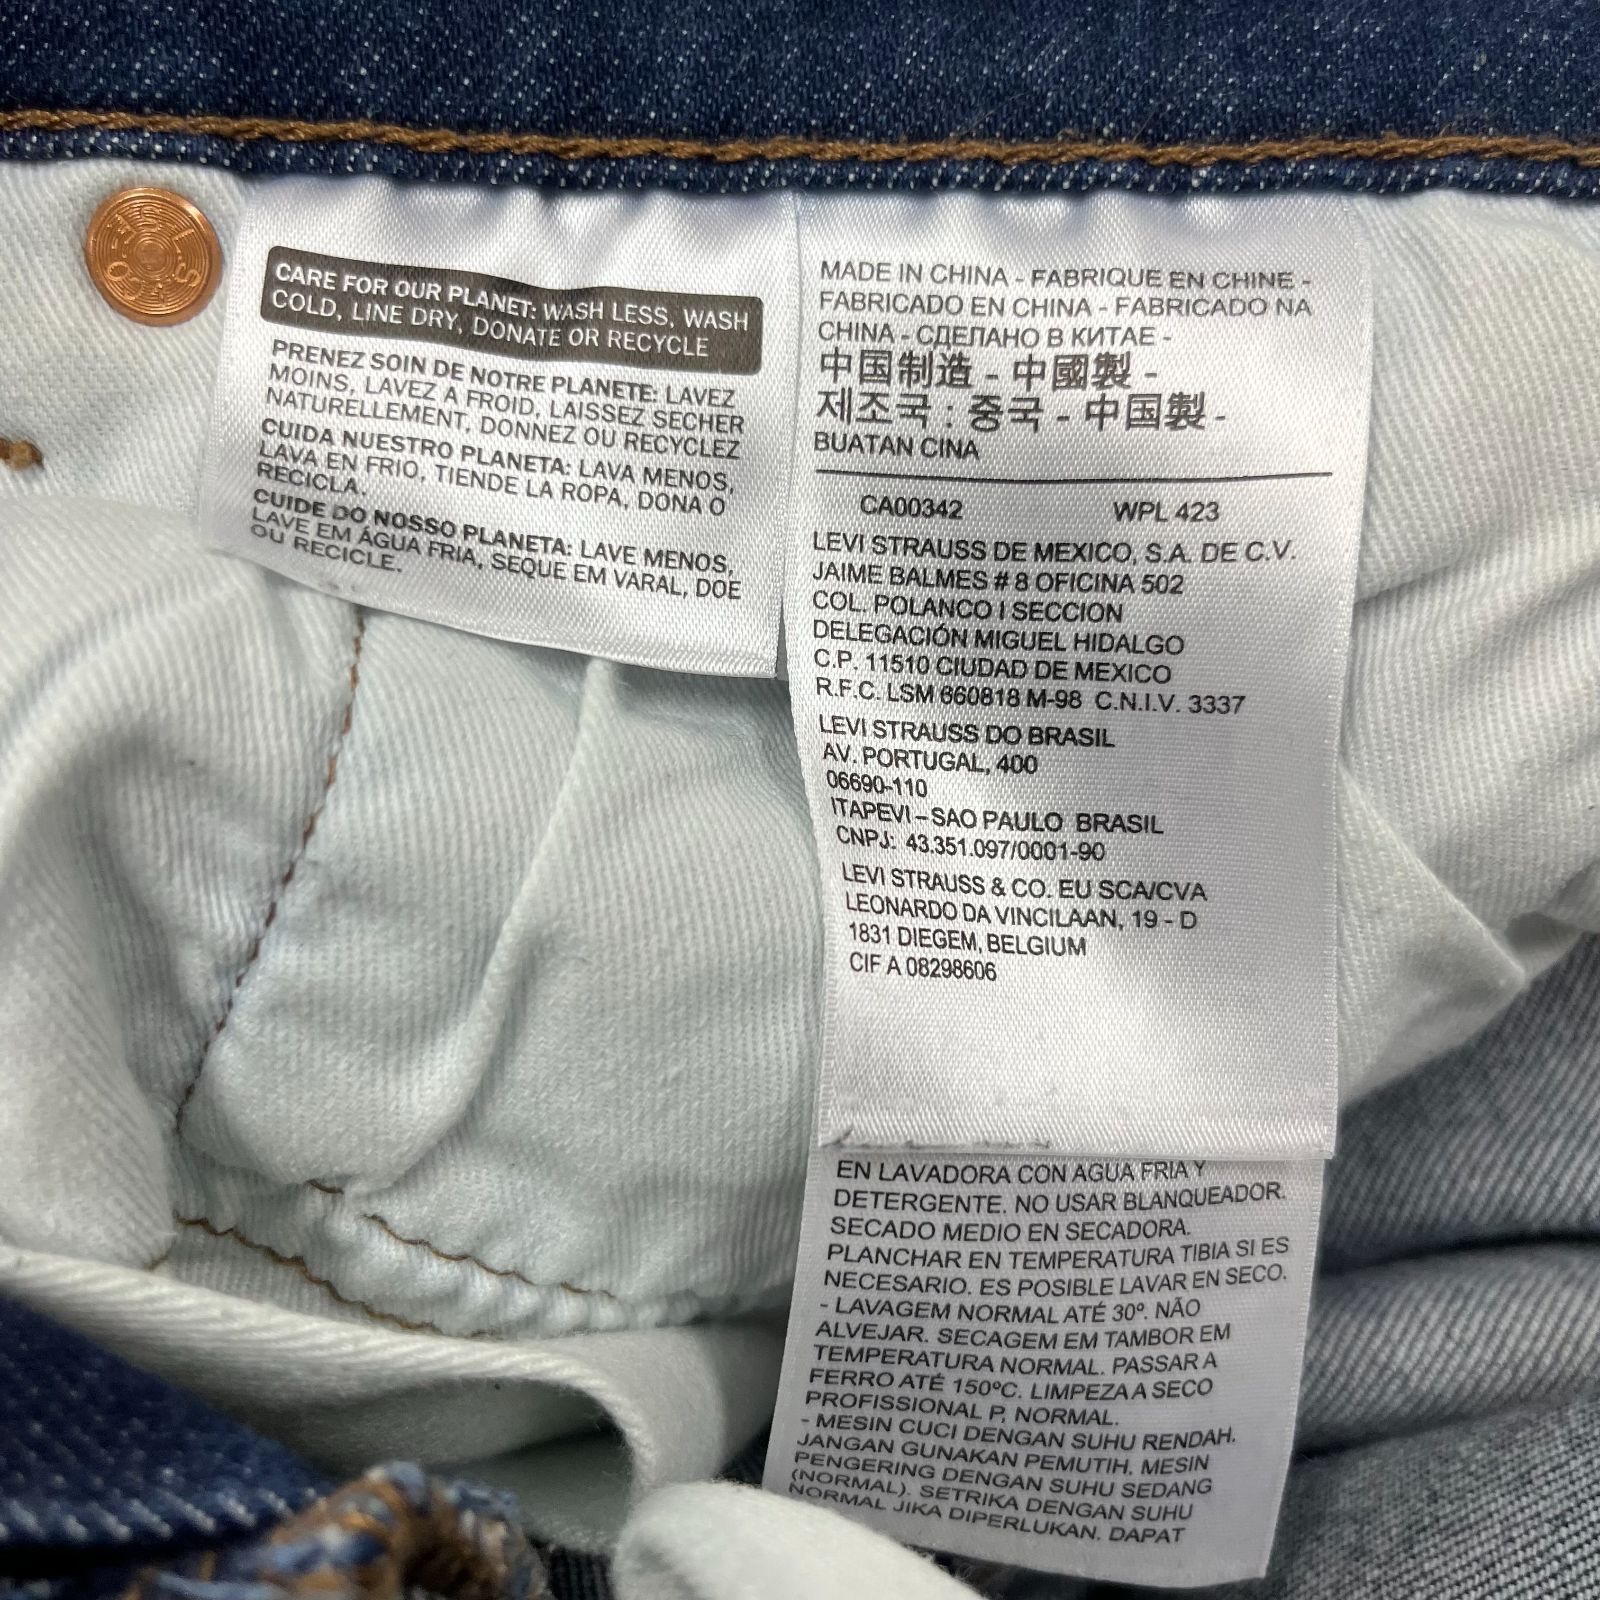 CARE FOR OUR PLANET: WASH LESS, WASH
COLD, LINE DRY, DONATE OR RECYCLE
PRENEZ SOIN DE NOTRE PLANETE: LAVEZ
MOINS, LAVEZ A FROID, LAISSEZ SECHER
NATURELLEMENT, DONNEZ OU RECYCLEZ
CUIDA NUESTRO PLANETA: LAVA MENOS,
LAVA EN FRIO, TIENDE LA ROPA, DONA O
RECICLA.
CUIDE DO NOSSO PLANETA: LAVE MENOS,
LAVE EM ÁGUA FRIA, SEQUE EM VARAL, DOE
OU RECICLE.
MADE IN CHINA - FABRIQUE EN CHINE -
FABRICADO EN CHINA - FABRICADO NA
CHINA - СДЕЛАНО В КИТАЕ -
中国制造 - 中國製 -
제조국 : 중국 - 中国製 -
BUATAN CINA
CA00342 WPL 423
LEVI STRAUSS DE MEXICO, S.A. DE C.V.
JAIME BALMES # 8 OFICINA 502
COL. POLANCO I SECCION
DELEGACIÓN MIGUEL HIDALGO
C.P. 11510 CIUDAD DE MEXICO
R.F.C. LSM 660818 M-98 C.N.I.V. 3337
LEVI STRAUSS DO BRASIL
AV. PORTUGAL, 400
06690-110
ITAPEVI – SAO PAULO BRASIL
CNPJ: 43.351.097/0001-90
LEVI STRAUSS & CO. EU SCA/CVA
LEONARDO DA VINCILAAN, 19 - D
1831 DIEGEM, BELGIUM
CIF A 08298606
EN LAVADORA CON AGUA FRIA Y
DETERGENTE. NO USAR BLANQUEADOR.
SECADO MEDIO EN SECADORA.
PLANCHAR EN TEMPERATURA TIBIA SI ES
NECESARIO. ES POSIBLE LAVAR EN SECO.
- LAVAGEM NORMAL ATÉ 30º. NÃO
ALVEJAR. SECAGEM EM TAMBOR EM
TEMPERATURA NORMAL. PASSAR A
FERRO ATÉ 150ºC. LIMPEZA A SECO
PROFISSIONAL P, NORMAL.
- MESIN CUCI DENGAN SUHU RENDAH.
JANGAN GUNAKAN PEMUTIH. MESIN
PENGERING DENGAN SUHU SEDANG
(NORMAL). SETRIKA DENGAN SUHU
NORMAL JIKA DIPERLUKAN. DAPAT